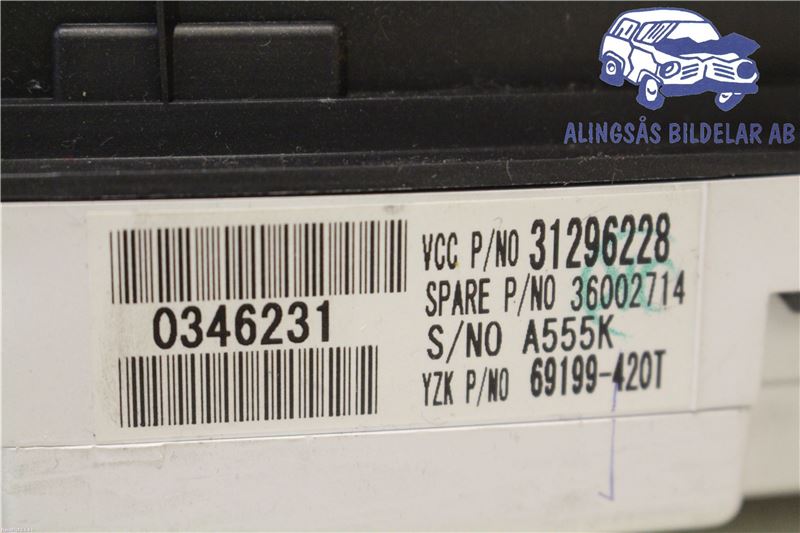 ALINGSÅS BILDELAR AB
VCC P/NO 31296228
SPARE P/NO 36002714
0346231
S/NO A555K
YZK P/NO 69199-420T